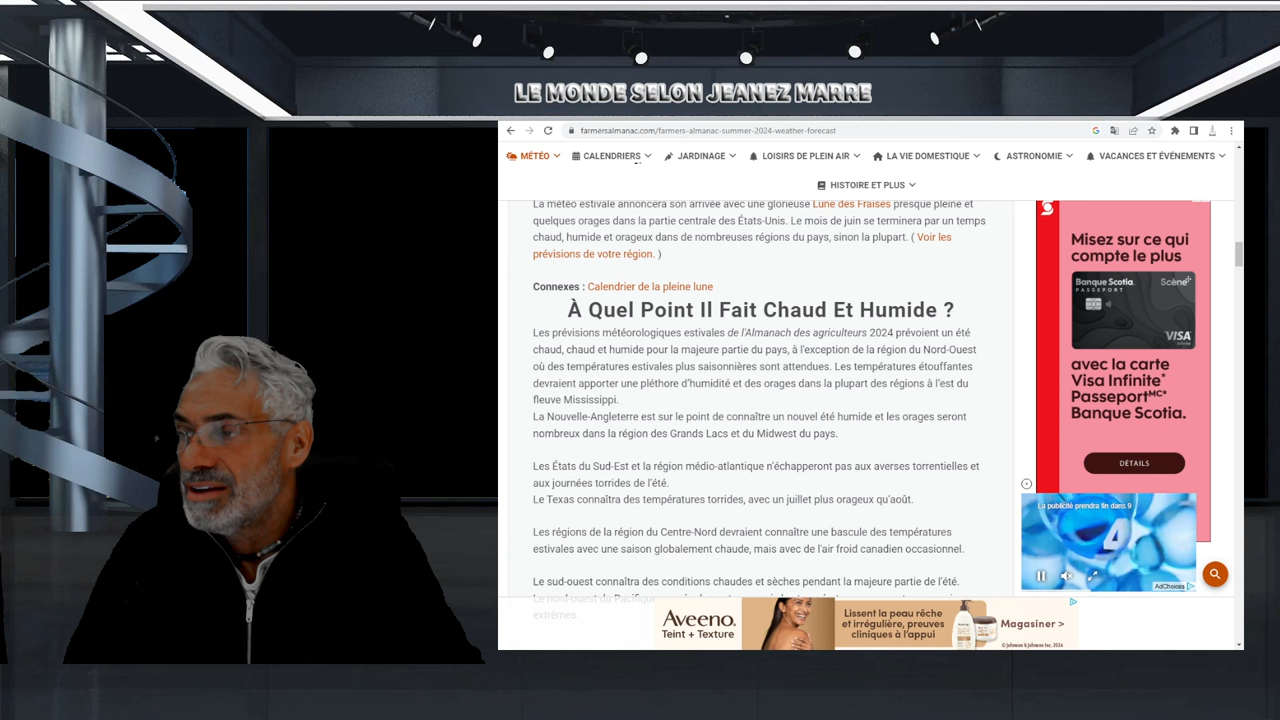 LE MONDE SELON JEANEZ MARRE
farmersalmanac.com/farmers-almanac-summer-2024-weather-forecast
MÉTÉO
CALENDRIERS
JARDINAGE
LOISIRS DE PLEIN AIR
LA VIE DOMESTIQUE
ASTRONOMIE
VACANCES ET ÉVÉNEMENTS
HISTOIRE ET PLUS
La météo estivale annoncera son arrivée avec une glorieuse Lune des Fraises presque pleine et
quelques orages dans la partie centrale des États-Unis. Le mois de juin se terminera par un temps
chaud, humide et orageux dans de nombreuses régions du pays, sinon la plupart. ( Voir les
prévisions de votre région. )
Connexes : Calendrier de la pleine lune
À Quel Point Il Fait Chaud Et Humide ?
Les prévisions météorologiques estivales de l'Almanach des agriculteurs 2024 prévoient un été
chaud, chaud et humide pour la majeure partie du pays, à l'exception de la région du Nord-Ouest
où des températures estivales plus saisonnières sont attendues. Les températures étouffantes
devraient apporter une pléthore d'humidité et des orages dans la plupart des régions à l'est du
fleuve Mississippi.
La Nouvelle-Angleterre est sur le point de connaître un nouvel été humide et les orages seront
nombreux dans la région des Grands Lacs et du Midwest du pays.
Les États du Sud-Est et la région médio-atlantique n'échapperont pas aux averses torrentielles et
aux journées torrides de l'été.
Le Texas connaîtra des températures torrides, avec un juillet plus orageux qu'août.
Les régions de la région du Centre-Nord devraient connaître une bascule des températures
estivales avec une saison globalement chaude, mais avec de l'air froid canadien occasionnel.
Le sud-ouest connaîtra des conditions chaudes et sèches pendant la majeure partie de l'été.
Le nord-ouest du Pacifique
extrêmes.
Misez sur ce qui
compte le plus
Banque Scotia
PASSEPORT
Scène+
VISA
Infinite
avec la carte
Visa Infinite*
Passeport MC*
Banque Scotia.
DÉTAILS
La publicité prendra fin dans 9
AdChoices
Aveeno.
Teint + Texture
Lissent la peau rêche
et irrégulière, preuves
cliniques à l'appui
Magasiner >
© Johnson & Johnson Inc. 2024